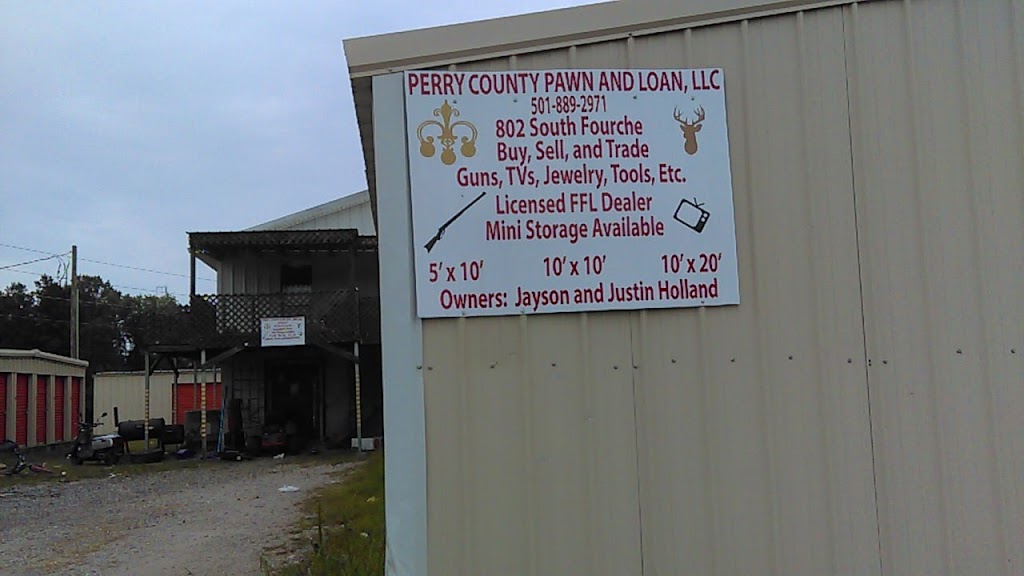 PERRY COUNTY PAWN AND LOAN, LLC
501-889-2971
802 South Fourche
Buy, Sell, and Trade
Guns, TVs, Jewelry, Tools, Etc.
Licensed FFL Dealer
Mini Storage Available
5' x 10' 10' x 10' 10' x 20'
Owners: Jayson and Justin Holland